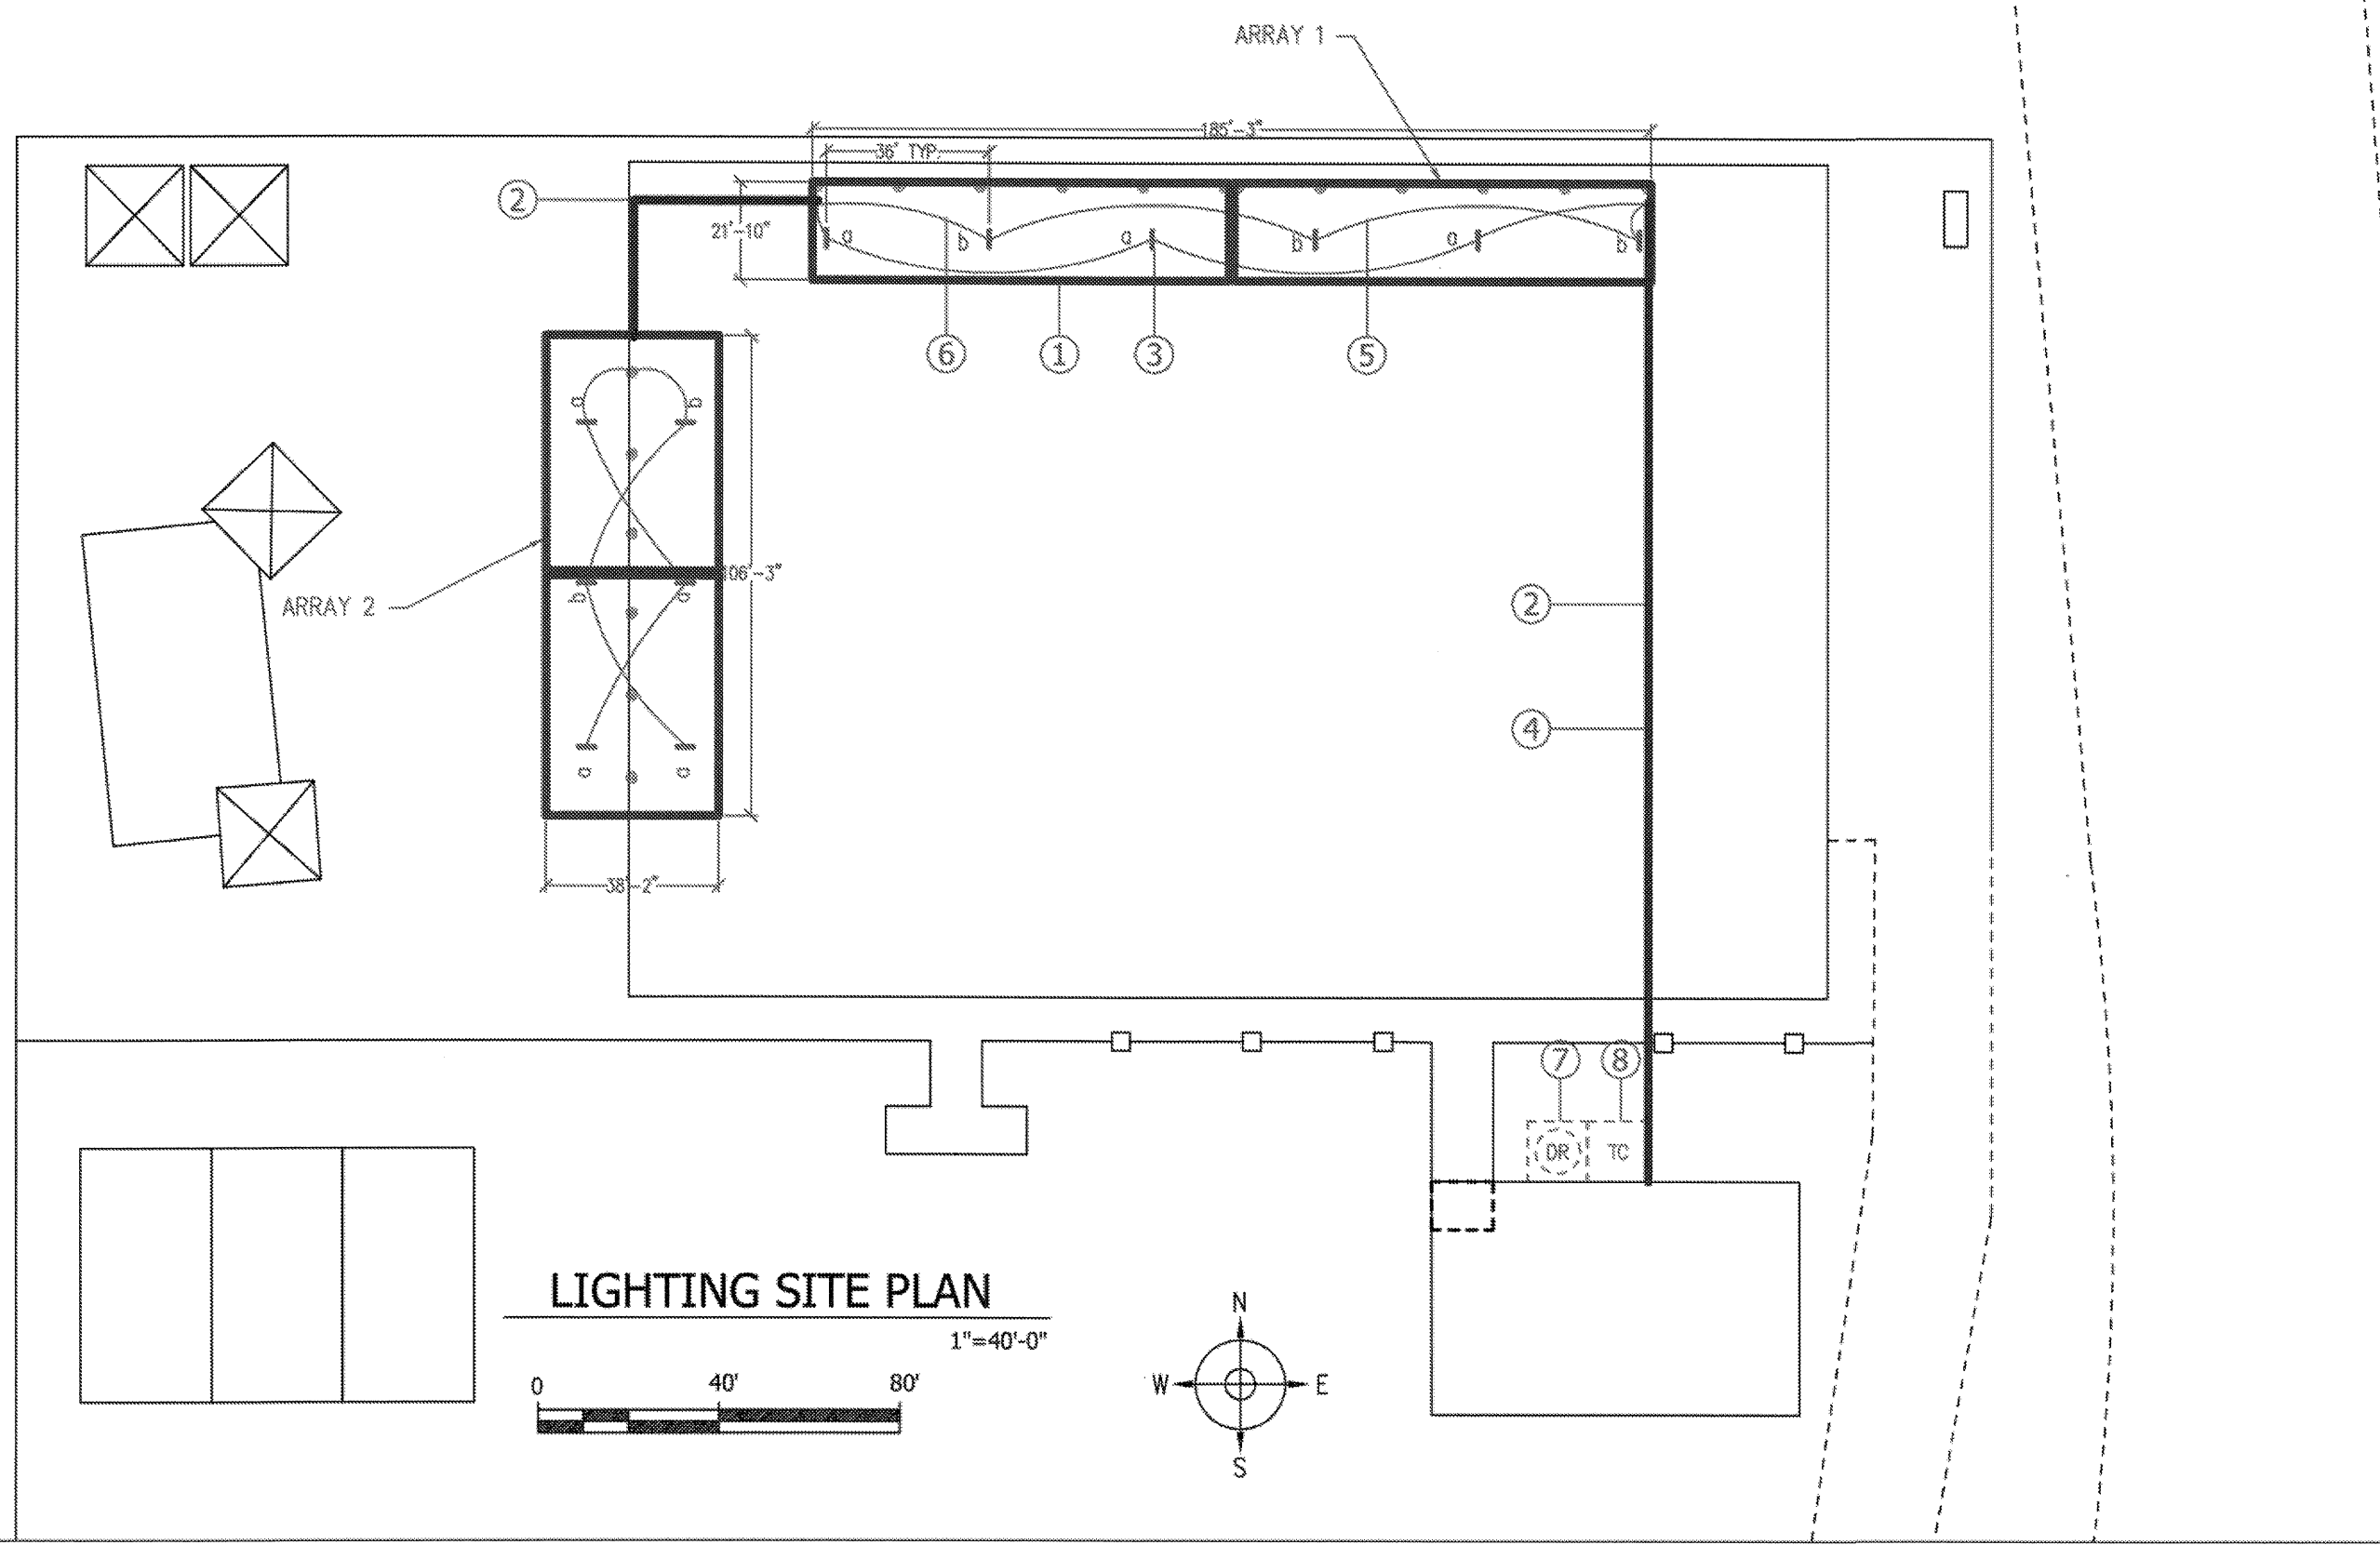 ARRAY 1
185'-3"
36' TYP.
2
21'-10"
a
b
a
b
a
b
6
1
3
5
a
a
106'-3"
b
b
ARRAY 2
2
4
a
a
38'-2"
7
8
DR
TC
LIGHTING SITE PLAN
1"=40'-0"
0
40'
80'
N
W
E
S